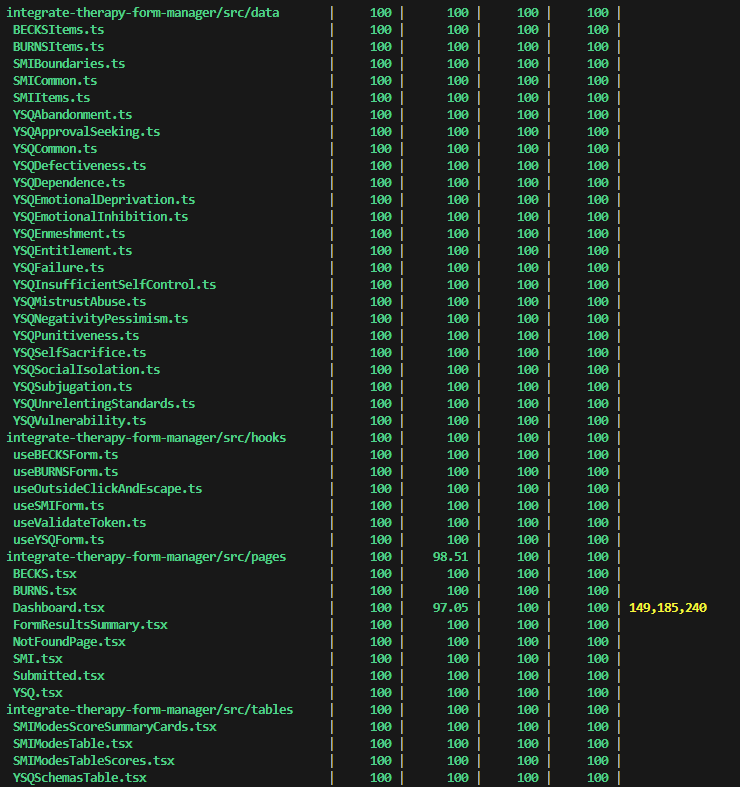 integrate-therapy-form-manager/src/data | 100 | 100 | 100 | 100 |
BECKSItems.ts | 100 | 100 | 100 | 100 |
BURNSItems.ts | 100 | 100 | 100 | 100 |
SMIBoundaries.ts | 100 | 100 | 100 | 100 |
SMICommon.ts | 100 | 100 | 100 | 100 |
SMIItems.ts | 100 | 100 | 100 | 100 |
YSQAbandonment.ts | 100 | 100 | 100 | 100 |
YSQApprovalSeeking.ts | 100 | 100 | 100 | 100 |
YSQCommon.ts | 100 | 100 | 100 | 100 |
YSQDefectiveness.ts | 100 | 100 | 100 | 100 |
YSQDependence.ts | 100 | 100 | 100 | 100 |
YSQEmotionalDeprivation.ts | 100 | 100 | 100 | 100 |
YSQEmotionalInhibition.ts | 100 | 100 | 100 | 100 |
YSQEnmeshment.ts | 100 | 100 | 100 | 100 |
YSQEntitlement.ts | 100 | 100 | 100 | 100 |
YSQFailure.ts | 100 | 100 | 100 | 100 |
YSQInsufficientSelfControl.ts | 100 | 100 | 100 | 100 |
YSQMistrustAbuse.ts | 100 | 100 | 100 | 100 |
YSQNegativityPessimism.ts | 100 | 100 | 100 | 100 |
YSQPunitiveness.ts | 100 | 100 | 100 | 100 |
YSQSelfSacrifice.ts | 100 | 100 | 100 | 100 |
YSQSocialIsolation.ts | 100 | 100 | 100 | 100 |
YSQSubjugation.ts | 100 | 100 | 100 | 100 |
YSQUnrelentingStandards.ts | 100 | 100 | 100 | 100 |
YSQVulnerability.ts | 100 | 100 | 100 | 100 |
integrate-therapy-form-manager/src/hooks | 100 | 100 | 100 | 100 |
useBECKSForm.ts | 100 | 100 | 100 | 100 |
useBURNSForm.ts | 100 | 100 | 100 | 100 |
useOutsideClickAndEscape.ts | 100 | 100 | 100 | 100 |
useSMIForm.ts | 100 | 100 | 100 | 100 |
useValidateToken.ts | 100 | 100 | 100 | 100 |
useYSQForm.ts | 100 | 100 | 100 | 100 |
integrate-therapy-form-manager/src/pages | 100 | 98.51 | 100 | 100 |
BECKS.tsx | 100 | 100 | 100 | 100 |
BURNS.tsx | 100 | 100 | 100 | 100 |
Dashboard.tsx | 100 | 97.05 | 100 | 100 | 149,185,240
FormResultsSummary.tsx | 100 | 100 | 100 | 100 |
NotFoundPage.tsx | 100 | 100 | 100 | 100 |
SMI.tsx | 100 | 100 | 100 | 100 |
Submitted.tsx | 100 | 100 | 100 | 100 |
YSQ.tsx | 100 | 100 | 100 | 100 |
integrate-therapy-form-manager/src/tables | 100 | 100 | 100 | 100 |
SMIModesScoreSummaryCards.tsx | 100 | 100 | 100 | 100 |
SMIModesTable.tsx | 100 | 100 | 100 | 100 |
SMIModesTableScores.tsx | 100 | 100 | 100 | 100 |
YSQSchemasTable.tsx | 100 | 100 | 100 | 100 |